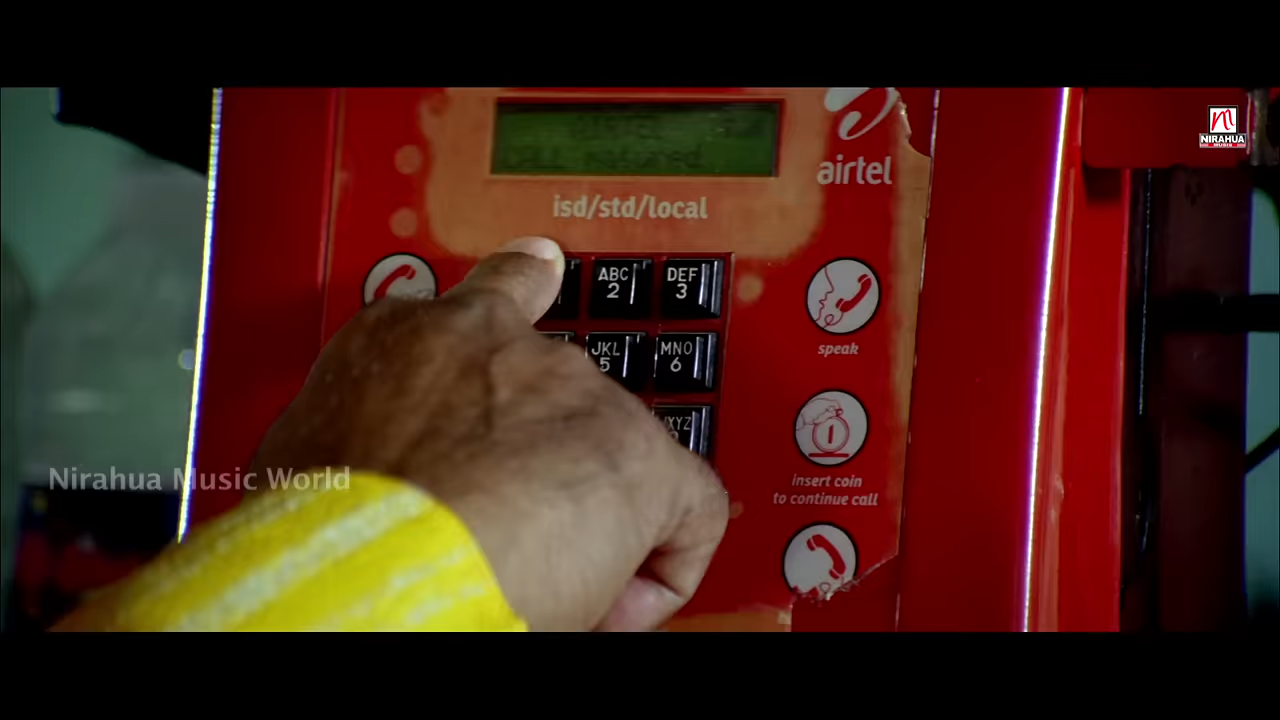 NIRAHUA
MUSIC
airtel
isd/std/local
ABC
2
DEF
3
speak
JKL
5
MNO
6
insert coin
to continue call
Nirahua Music World